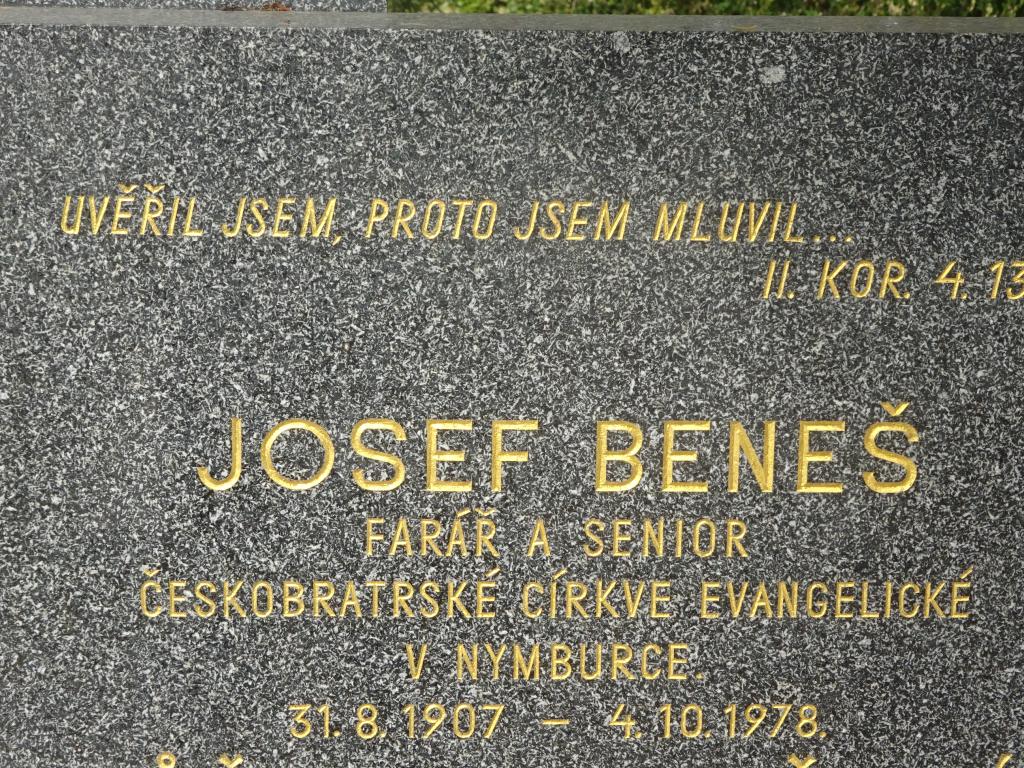 UVĚŘIL JSEM, PROTO JSEM MLUVIL...
II. KOR. 4. 13
JOSEF BENEŠ
FARÁŘ A SENIOR
ČESKOBRATRSKÉ CÍRKVE EVANGELICKÉ
V NYMBURCE.
31. 8. 1907 – 4. 10. 1978.